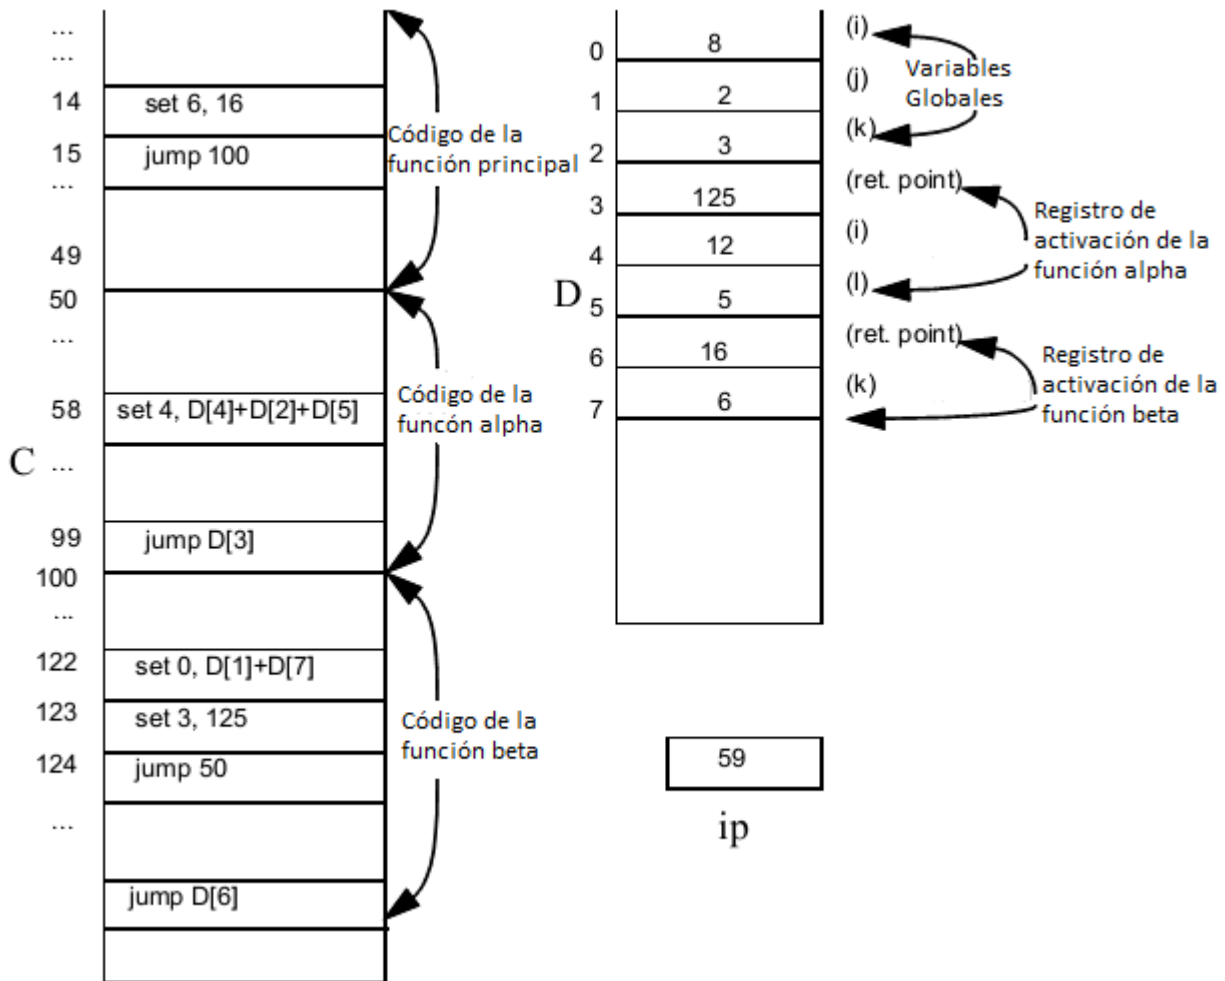 ...
...
14 set 6, 16
15 jump 100
...
49
50
...
58 set 4, D[4]+D[2]+D[5]
C ...
99 jump D[3]
100
...
122 set 0, D[1]+D[7]
123 set 3, 125
124 jump 50
...
jump D[6]
Código de la
función principal
Código de la
funcón alpha
Código de la
función beta
0 8 (i)
1 2 (j)
2 3 (k)
3 125 (ret. point)
4 12 (i)
D 5 5 (l)
6 16 (ret. point)
7 6 (k)
Variables
Globales
Registro de
activación de la
función alpha
Registro de
activación de la
función beta
59
ip